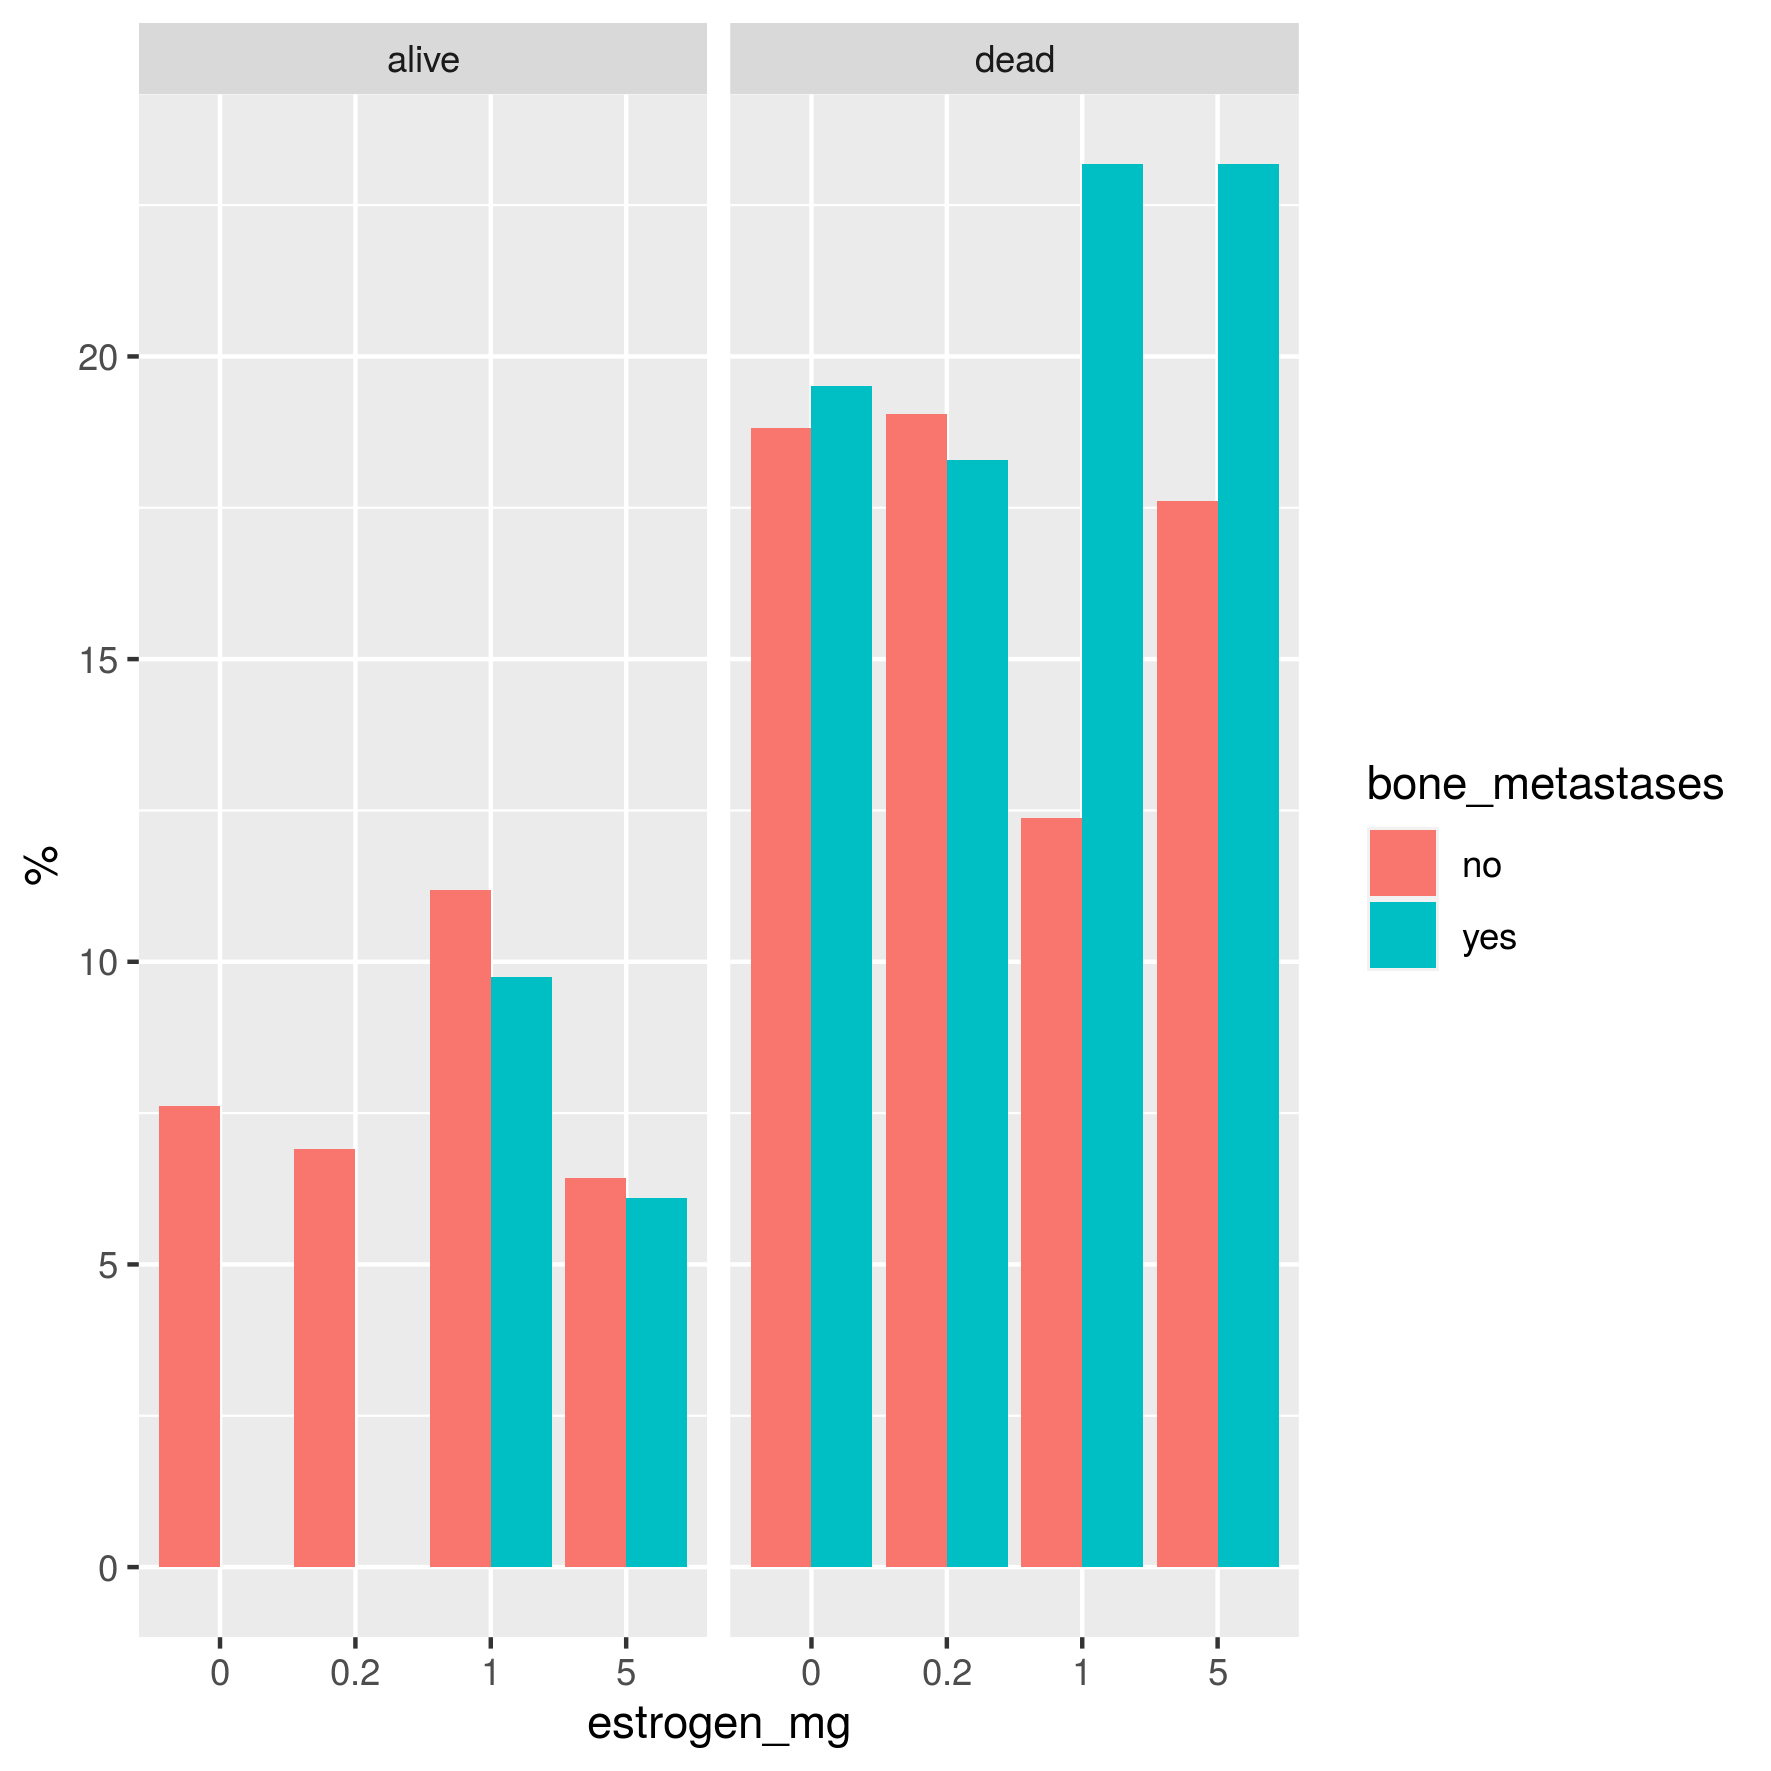 alive
dead
20
15
10
5
0
%
0 0.2 1 5
0 0.2 1 5
estrogen_mg
bone_metastases
no
yes